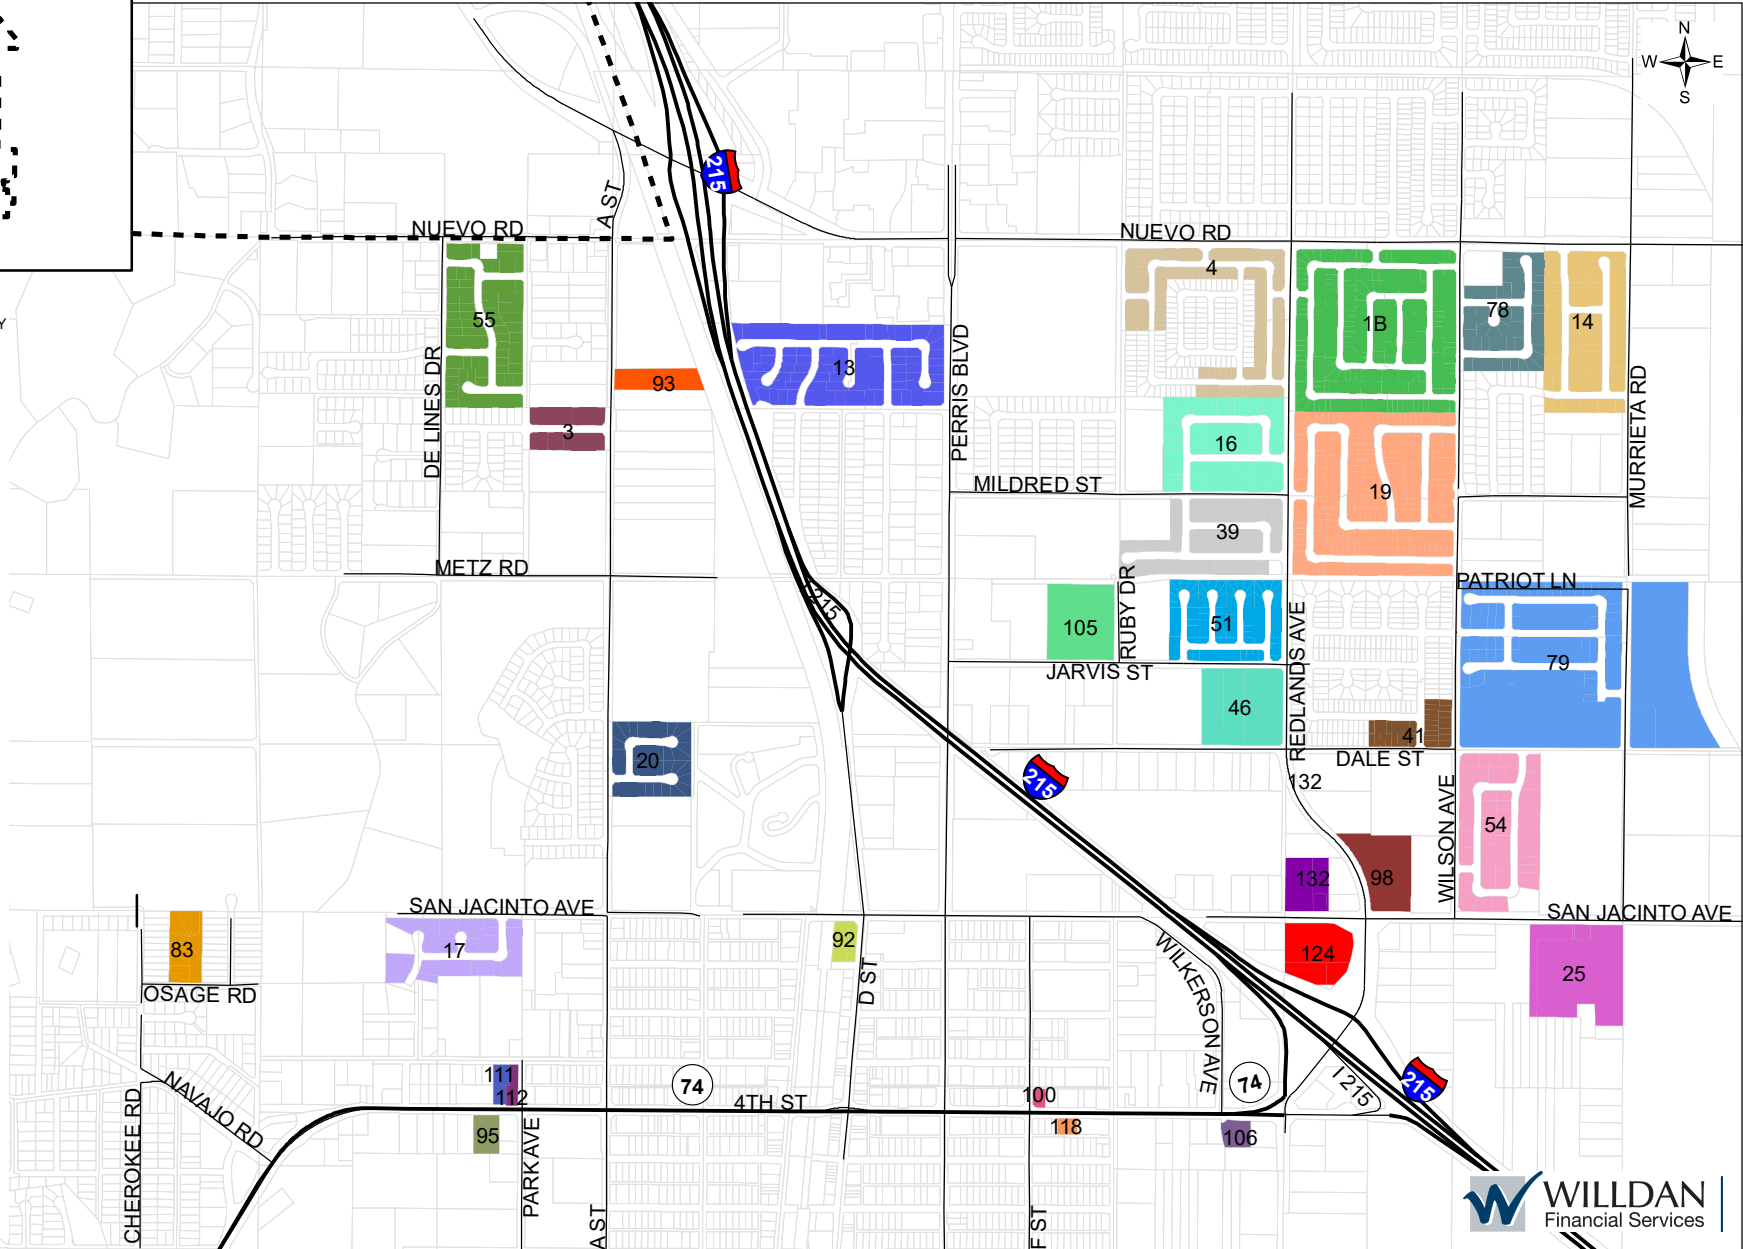 N
W E
S
215
A ST
NUEVO RD
NUEVO RD
4
55
1B
78
14
Y
13
93
DE LINES DR
PERRIS BLVD
MURRIETA RD
3
16
MILDRED ST
19
39
METZ RD
PATRIOT LN
I 215
105
RUBY DR
51
REDLANDS AVE
79
JARVIS ST
46
41
DALE ST
20
215
132
WILSON AVE
54
132
98
SAN JACINTO AVE
SAN JACINTO AVE
83
17
92
WILKERSON AVE
124
25
D ST
OSAGE RD
111
112
74
74
I 215
215
NAVAJO RD
CHEROKEE RD
4TH ST
100
118
106
95
PARK AVE
A ST
F ST
WILLDAN
Financial Services